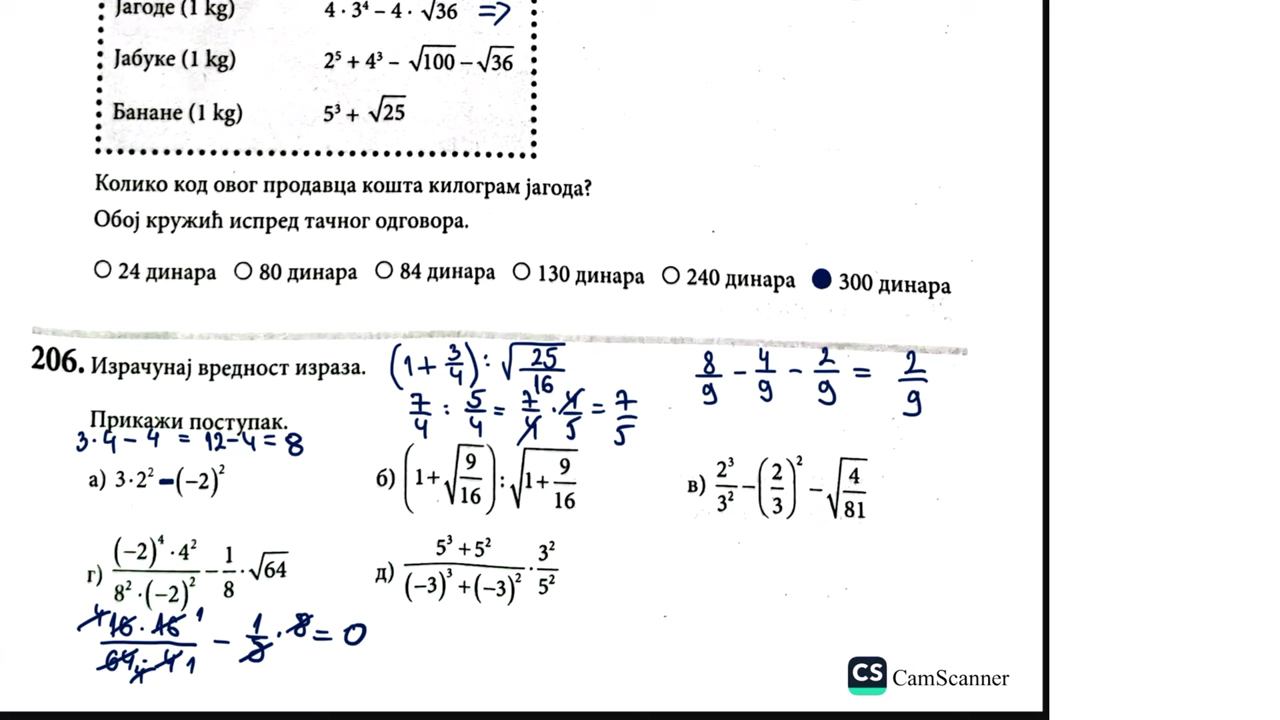 Јагоде (1 kg) 4 · 3⁴ – 4 · √36 =>
Јабуке (1 kg) 2⁵ + 4³ – √100 – √36
Банане (1 kg) 5³ + √25
Колико код овог продавца кошта килограм јагода?
Обој кружић испред тачног одговора.
○ 24 динара ○ 80 динара ○ 84 динара ○ 130 динара ○ 240 динара ● 300 динара
206. Израчунај вредност израза.
Прикажи поступак.
(1 + 3/4) : √(25/16)
7/4 : 5/4 = 7/4 · 4/5 = 7/5
8/9 – 4/9 – 2/9 = 2/9
3·4 – 4 = 12–4 = 8
а) 3·2² – (–2)²
б) (1+√(9/16)) : √(1+9/16)
в) 2³/3² – (2/3)² – √(4/81)
г) ((–2)⁴ · 4²)/(8² · (–2)²) – 1/8 · √64
д) (5³ + 5²)/((–3)³ + (–3)²) · 3²/5²
4 16 · 16 1 / 64 4 · 4 1 – 1/8 · 8 = 0
CS CamScanner